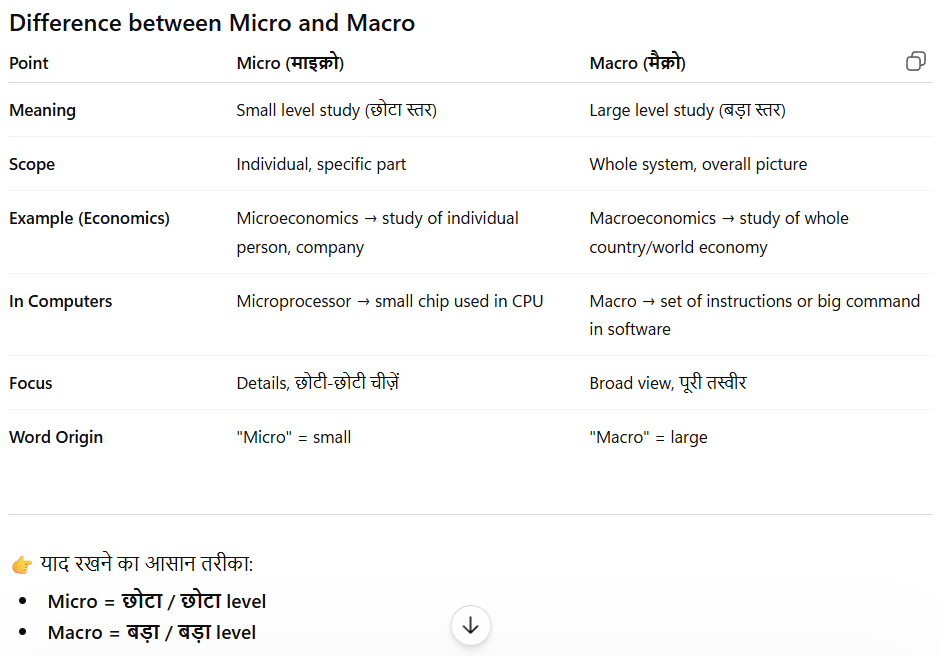 Difference between Micro and Macro
Point Micro (माइक्रो) Macro (मैक्रो)
Meaning Small level study (छोटा स्तर) Large level study (बड़ा स्तर)
Scope Individual, specific part Whole system, overall picture
Example (Economics) Microeconomics → study of individual Macroeconomics → study of whole
person, company country/world economy
In Computers Microprocessor → small chip used in CPU Macro → set of instructions or big command
in software
Focus Details, छोटी-छोटी चीज़ें Broad view, पूरी तस्वीर
Word Origin "Micro" = small "Macro" = large
👉 याद रखने का आसान तरीका:
• Micro = छोटा / छोटा level
• Macro = बड़ा / बड़ा level